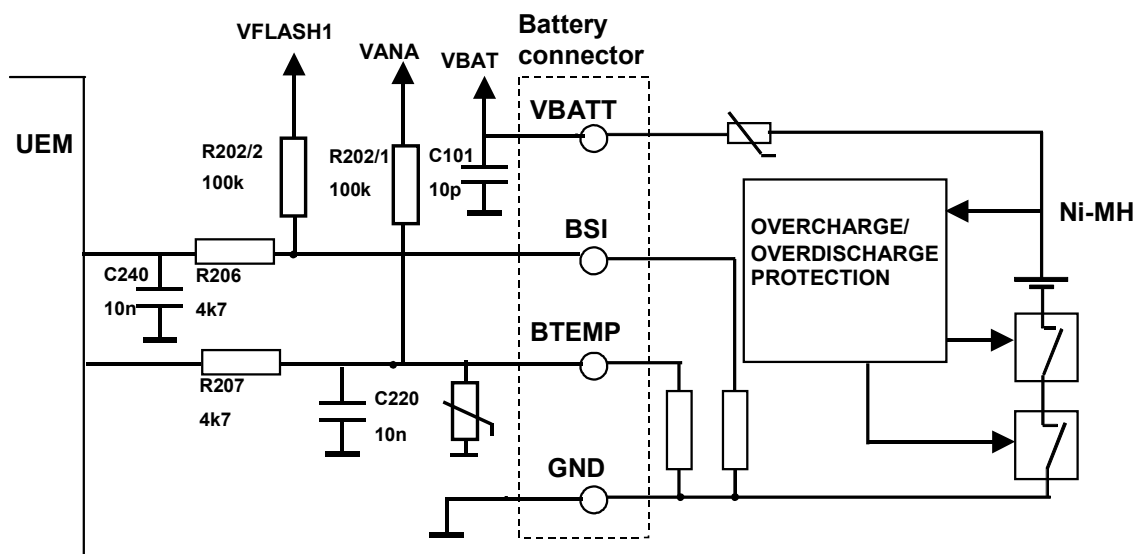 Battery
connector
VFLASH1
VANA
VBAT
VBATT
UEM
R202/2
100k
R202/1
100k
C101
10p
Ni-MH
OVERCHARGE/
OVERDISCHARGE
PROTECTION
BSI
C240
10n
R206
4k7
BTEMP
R207
4k7
C220
10n
GND